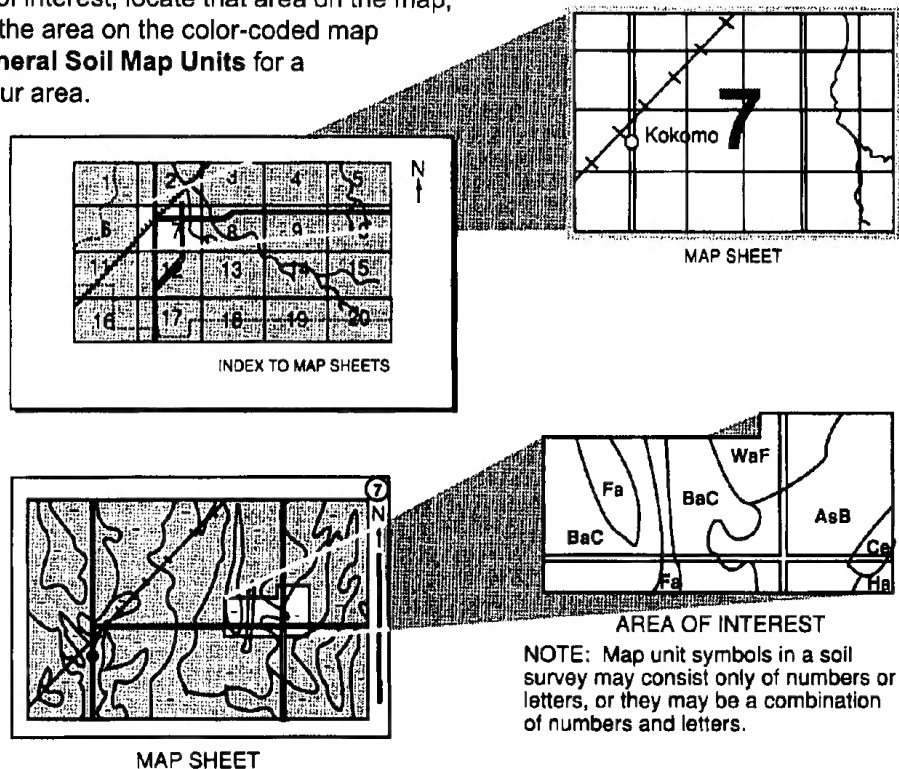 of interest, locate that area on the map,
the area on the color-coded map
neral Soil Map Units for a
ur area.
7
Kokomo
MAP SHEET
N
1 2 3 4 5
6 7 8 9
11 12 13 14 15
16 17 18 19 20
INDEX TO MAP SHEETS
7
N
MAP SHEET
WaF
Fa
BaC
AsB
BaC
Ce
Fa
Ha
AREA OF INTEREST
NOTE: Map unit symbols in a soil
survey may consist only of numbers or
letters, or they may be a combination
of numbers and letters.